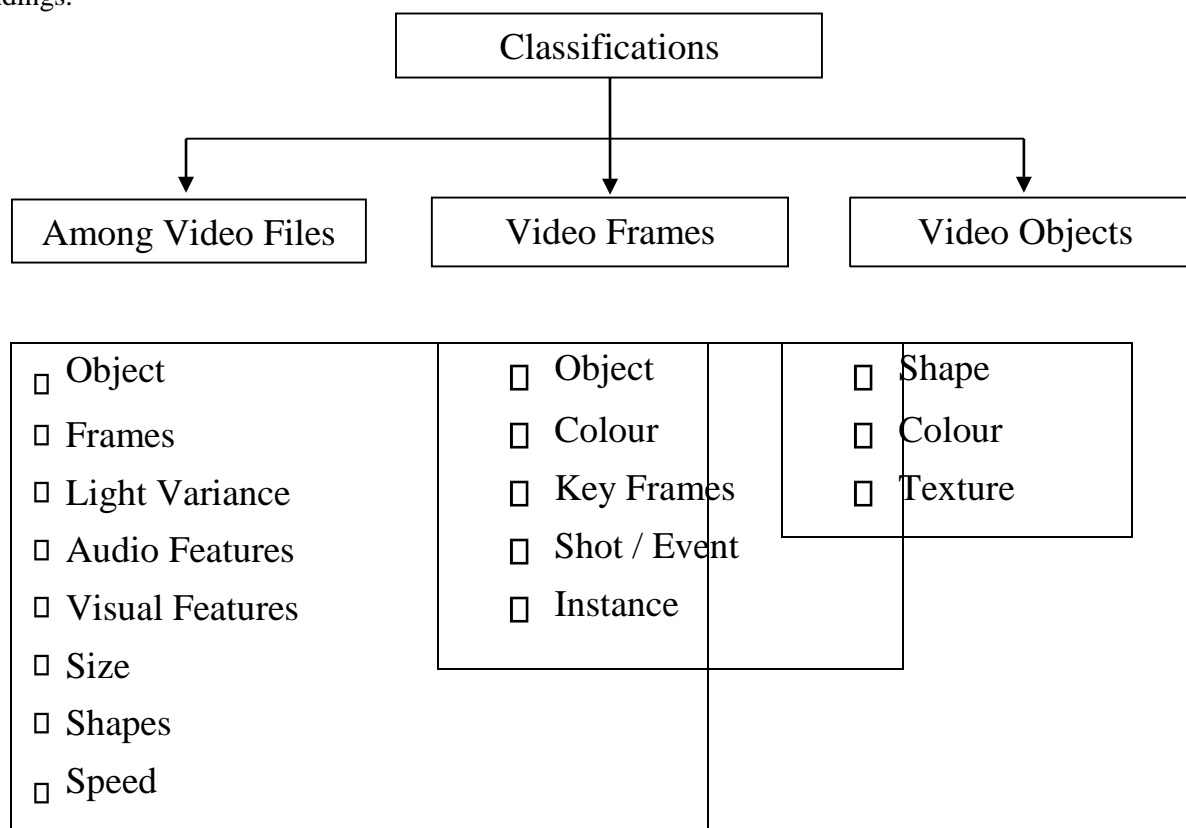 Classifications
Among Video Files
Video Frames
Video Objects
Object
Frames
Light Variance
Audio Features
Visual Features
Size
Shapes
Speed
Object
Colour
Key Frames
Shot / Event
Instance
Shape
Colour
Texture